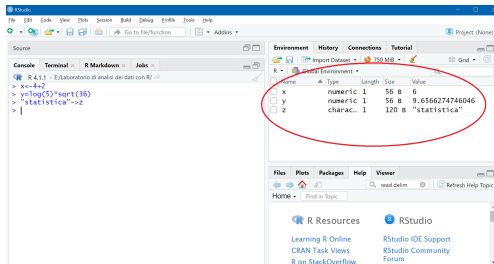 RStudio
File Edit Code View Plots Session Build Debug Profile Tools Help
Go to file/function Addins Project: (None)
Source
Console Terminal × R Markdown × Jobs ×
R 4.1.1 · E:/Laboratorio di analisi dei dati con R/
> x<-4+2
> y=log(5)*sqrt(36)
> "statistica"->z
>
Environment History Connections Tutorial
Import Dataset 759 MiB Grid
R Global Environment
Name Type Length Size Value
x numeric 1 56 B 6
y numeric 1 56 B 9.6566274746046
z charac… 1 120 B "statistica"
Files Plots Packages Help Viewer
read.delim Refresh Help Topic
Home Find in Topic
R Resources RStudio
Learning R Online RStudio IDE Support
CRAN Task Views RStudio Community
R on StackOverflow Forum